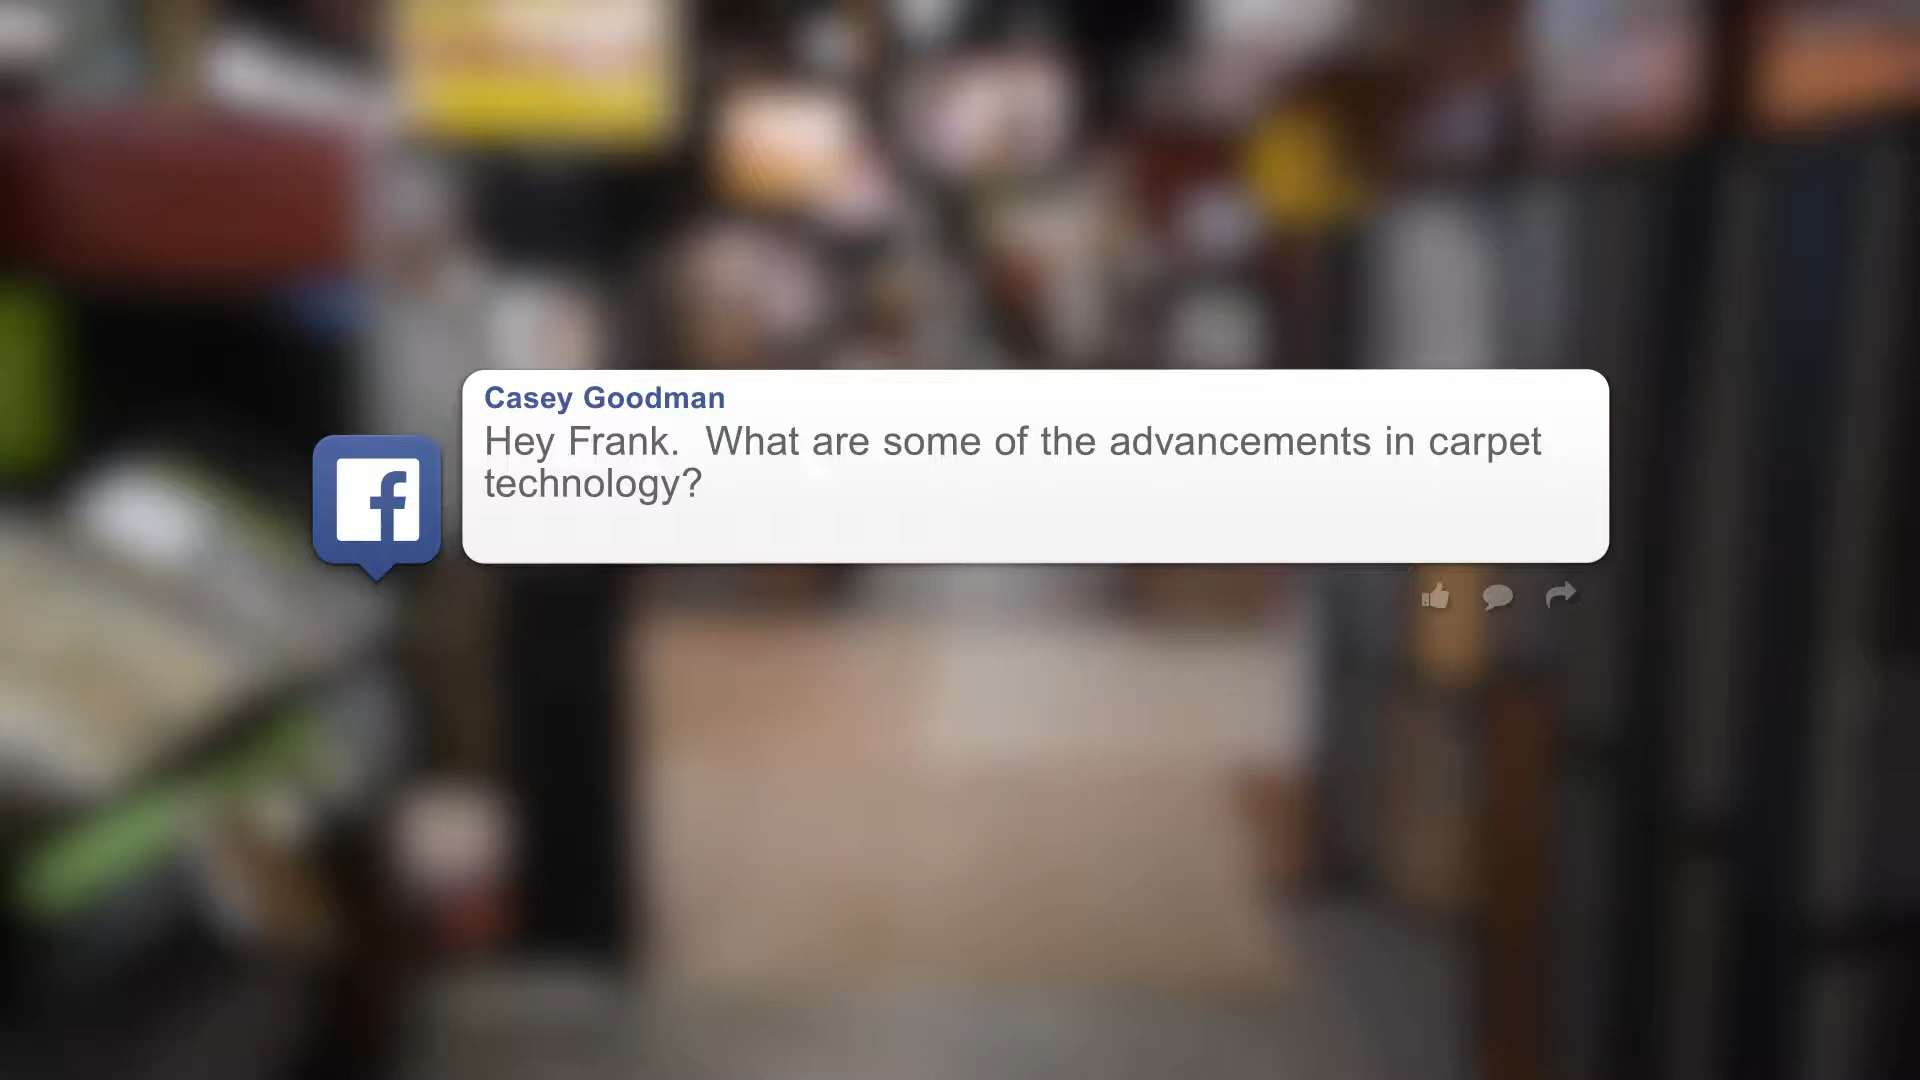 Casey Goodman
Hey Frank.  What are some of the advancements in carpet
technology?